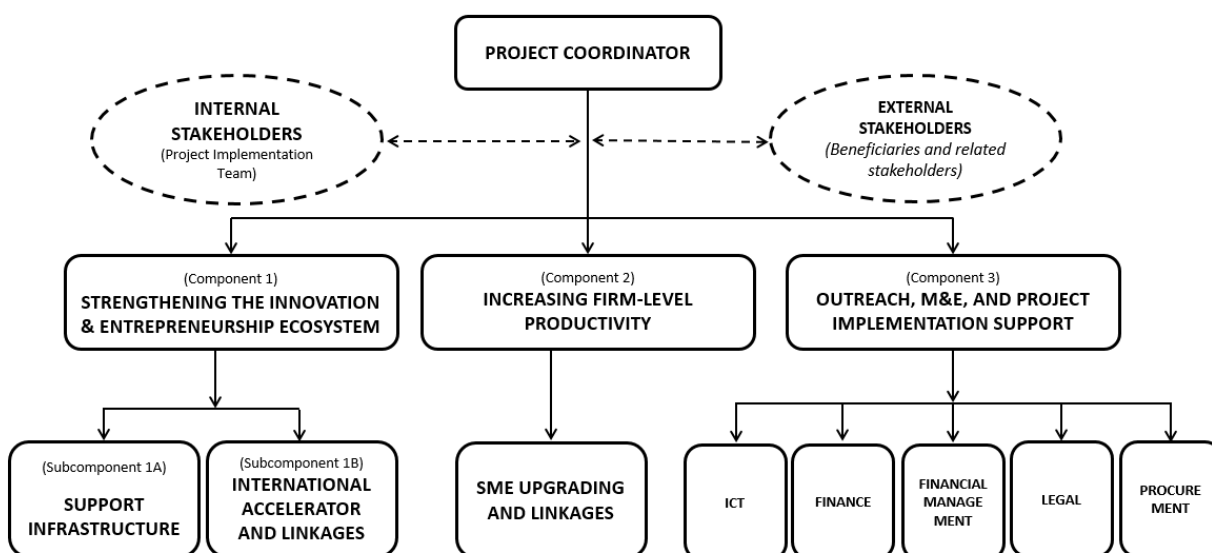 PROJECT COORDINATOR
INTERNAL
STAKEHOLDERS
(Project Implementation
Team)
EXTERNAL
STAKEHOLDERS
(Beneficiaries and related
stakeholders)
(Component 1)
STRENGTHENING THE INNOVATION
& ENTREPRENEURSHIP ECOSYSTEM
(Component 2)
INCREASING FIRM-LEVEL
PRODUCTIVITY
(Component 3)
OUTREACH, M&E, AND PROJECT
IMPLEMENTATION SUPPORT
(Subcomponent 1A)
SUPPORT
INFRASTRUCTURE
(Subcomponent 1B)
INTERNATIONAL
ACCELERATOR
AND LINKAGES
SME UPGRADING
AND LINKAGES
ICT
FINANCE
FINANCIAL
MANAGE
MENT
LEGAL
PROCURE
MENT